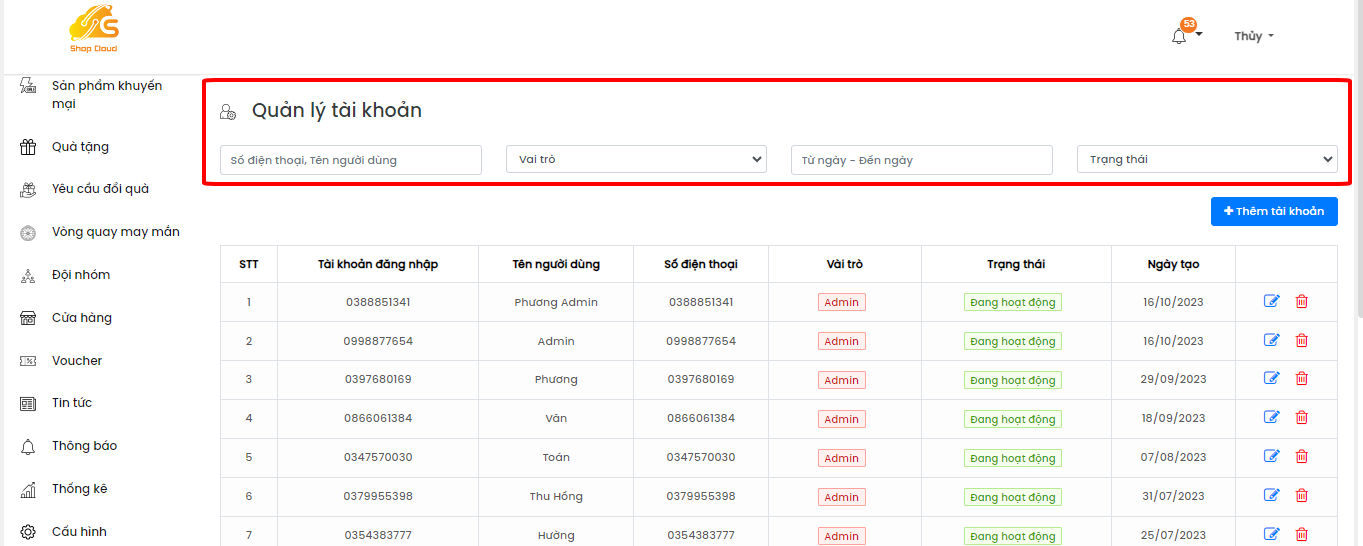 Shop Cloud
53
Thủy
Sản phẩm khuyến
mại
Quà tặng
Yêu cầu đổi quà
Vòng quay may mắn
Đội nhóm
Cửa hàng
Voucher
Tin tức
Thông báo
Thống kê
Cấu hình
Quản lý tài khoản
Số điện thoại, Tên người dùng
Vai trò
Từ ngày - Đến ngày
Trạng thái
+ Thêm tài khoản
STT Tài khoản đăng nhập Tên người dùng Số điện thoại Vài trò Trạng thái Ngày tạo
1 0388851341 Phương Admin 0388851341 Admin Đang hoạt động 16/10/2023
2 0998877654 Admin 0998877654 Admin Đang hoạt động 16/10/2023
3 0397680169 Phương 0397680169 Admin Đang hoạt động 29/09/2023
4 0866061384 Vân 0866061384 Admin Đang hoạt động 18/09/2023
5 0347570030 Toán 0347570030 Admin Đang hoạt động 07/08/2023
6 0379955398 Thu Hồng 0379955398 Admin Đang hoạt động 31/07/2023
7 0354383777 Hường 0354383777 Admin Đang hoạt động 25/07/2023